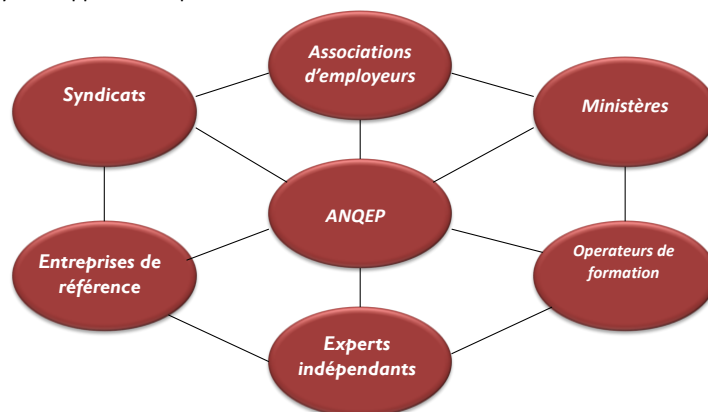 Associations
d'employeurs
Syndicats
Ministères
ANQEP
Entreprises de
référence
Operateurs de
formation
Experts
indépendants